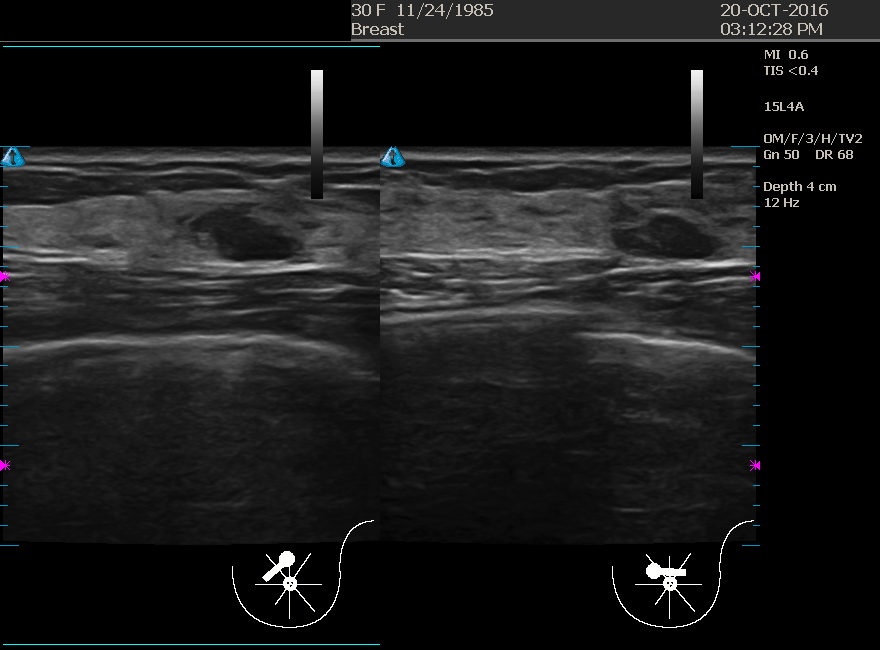 30 F 11/24/1985
20-OCT-2016
Breast
03:12:28 PM
MI 0.6
TIS <0.4
15L4A
OM/F/3/H/TV2
Gn 50 DR 68
Depth 4 cm
12 Hz